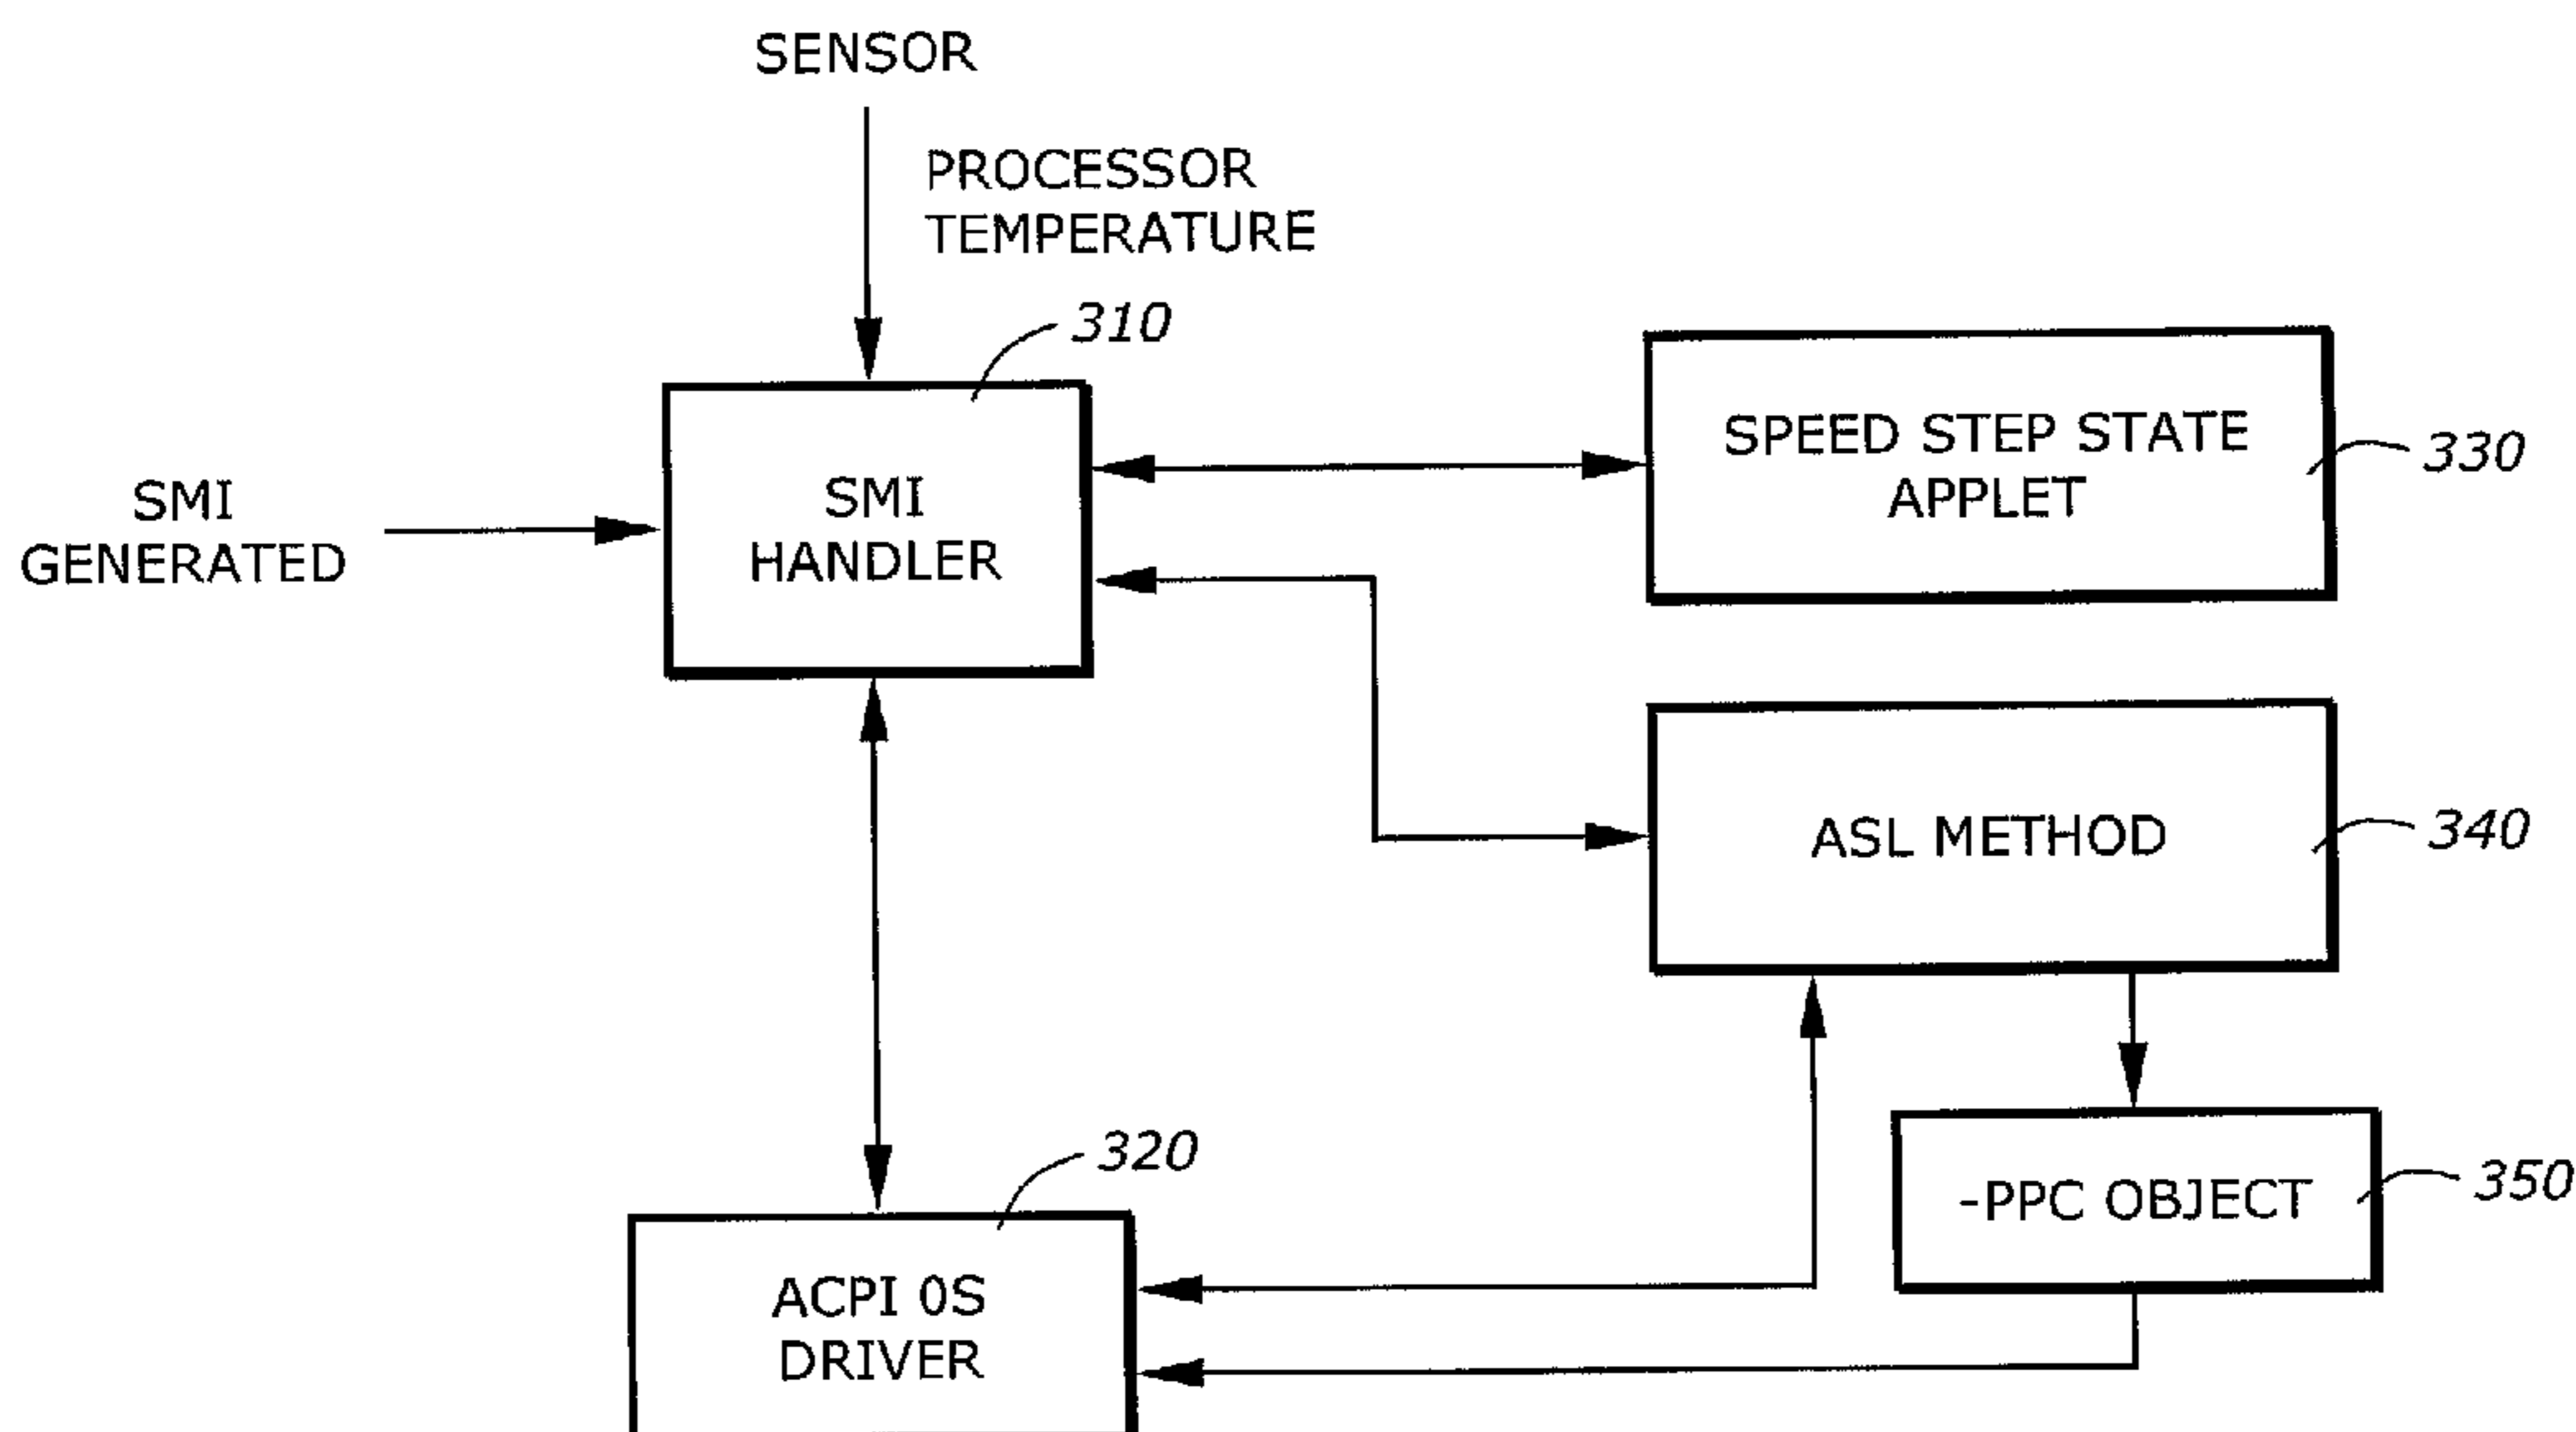 SENSOR
PROCESSOR
TEMPERATURE
310
SMI
GENERATED
SMI
HANDLER
SPEED STEP STATE
APPLET
330
ASL METHOD
340
320
ACPI 0S
DRIVER
-PPC OBJECT
350